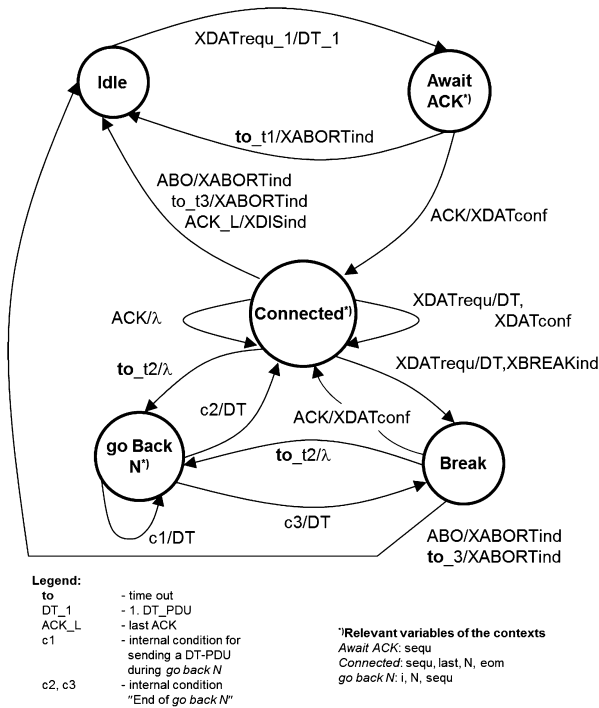 XDATrequ_1/DT_1
Idle
Await
ACK*)
to_t1/XABORTind
ABO/XABORTind
to_t3/XABORTind
ACK_L/XDISind
ACK/XDATconf
Connected*)
ACK/λ
XDATrequ/DT,
XDATconf
to_t2/λ
XDATrequ/DT,XBREAKind
c2/DT
ACK/XDATconf
go Back
N*)
to_t2/λ
Break
c3/DT
c1/DT
ABO/XABORTind
to_3/XABORTind
Legend:
to - time out
DT_1 - 1. DT_PDU
ACK_L - last ACK
c1 - internal condition for
sending a DT-PDU
during go back N
c2, c3 - internal condition
"End of go back N"
*)Relevant variables of the contexts
Await ACK: sequ
Connected: sequ, last, N, eom
go back N: i, N, sequ